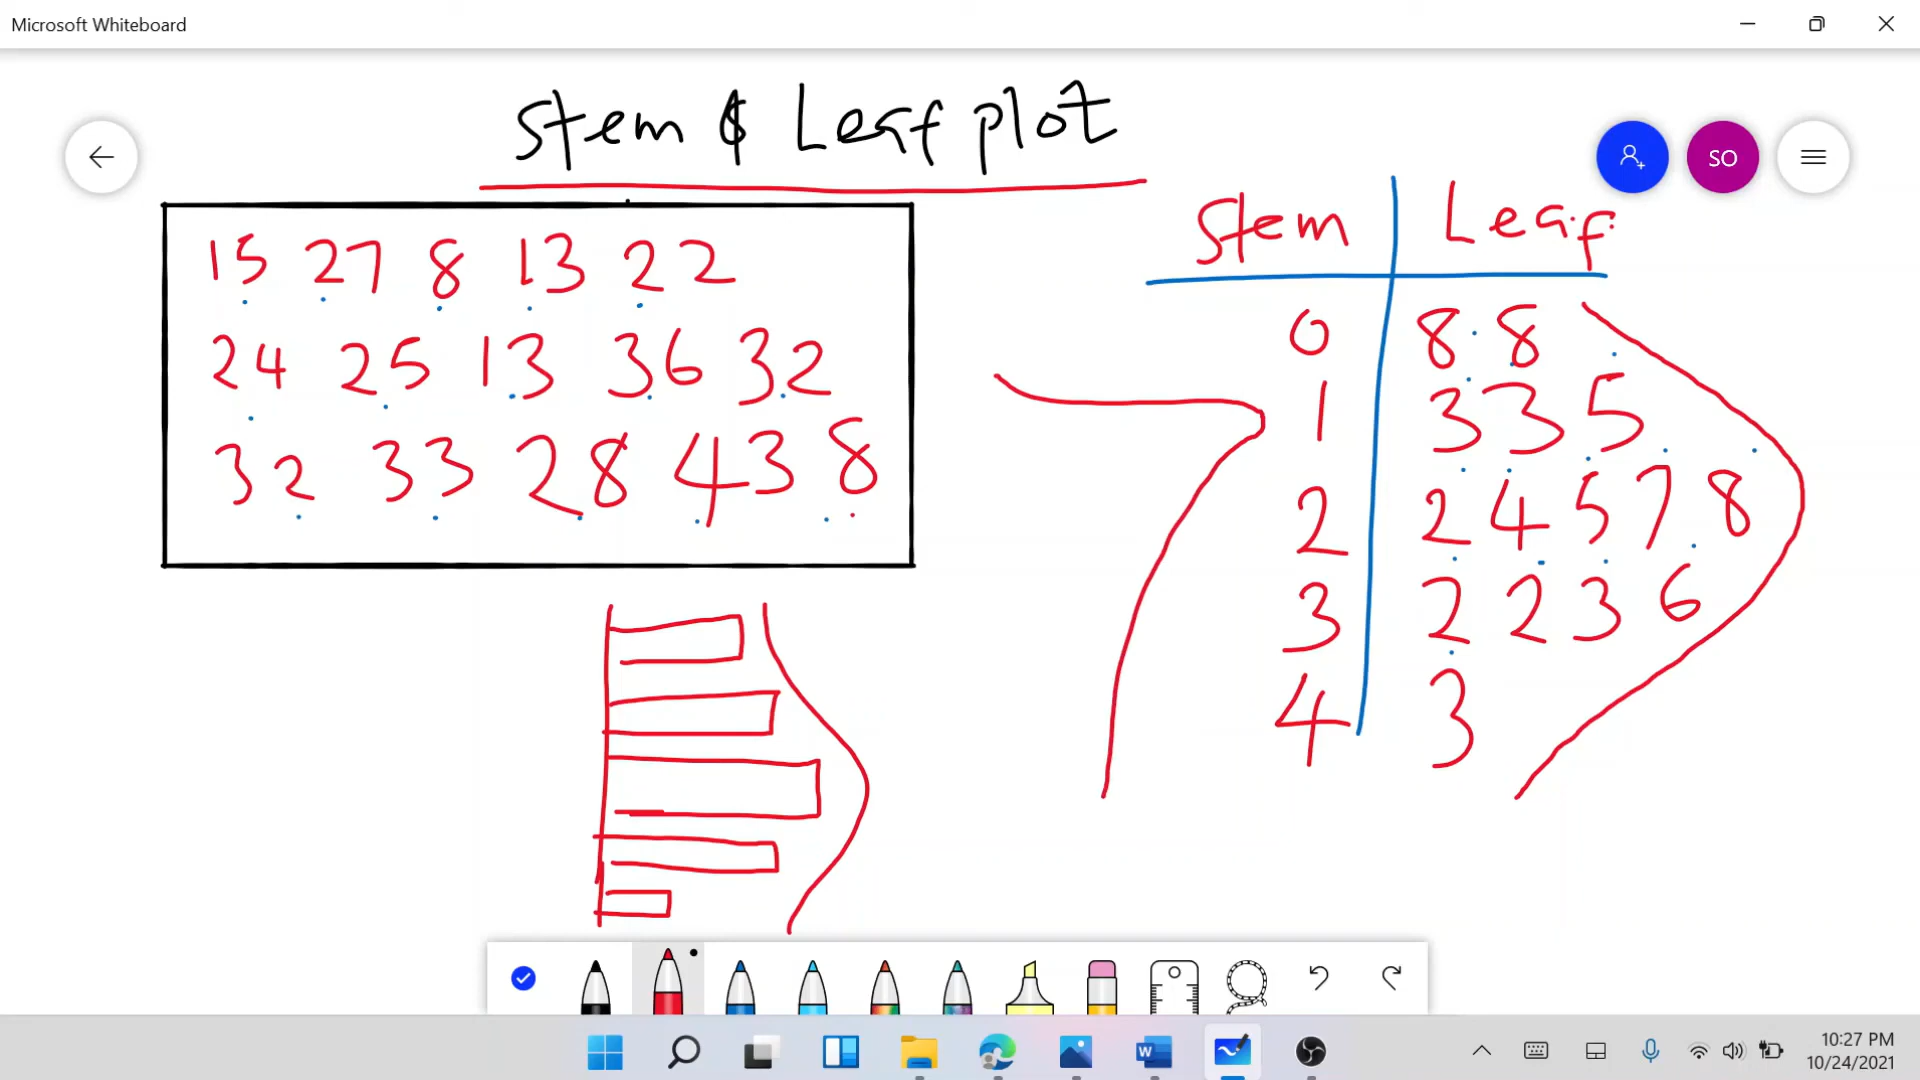 Microsoft Whiteboard
Stem & Leaf plot
SO
15 27 8 13 22
24 25 13 36 32
32 33 28 43 8
Stem Leaf
0 8 8
1 3 3 5
2 2 4 5 7 8
3 2 2 3 6
4 3
10:27 PM
10/24/2021